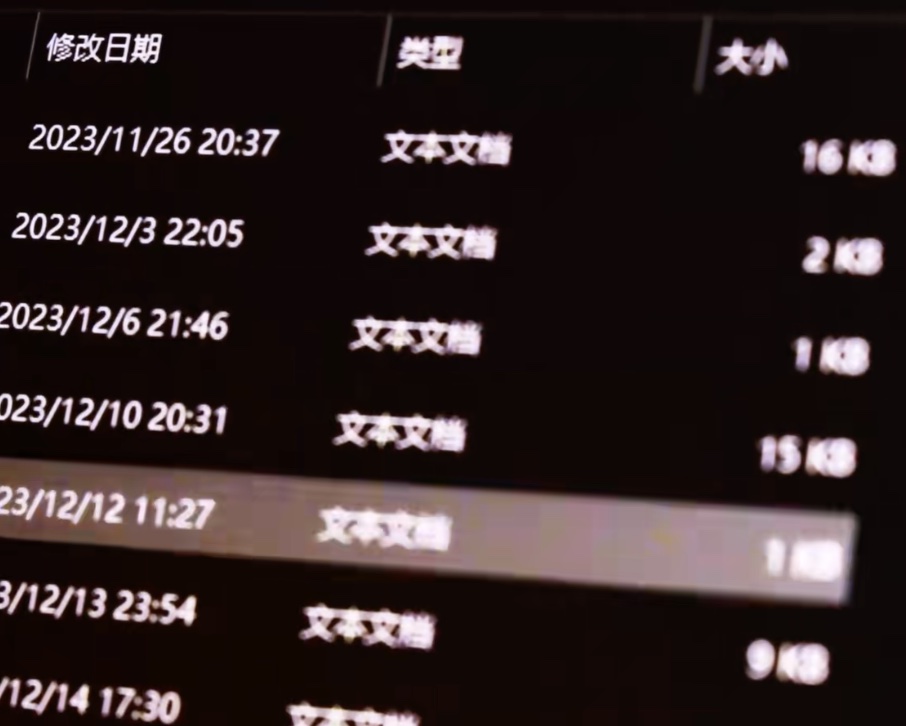 修改日期 类型 大小
2023/11/26 20:37 文本文档 16 KB
2023/12/3 22:05 文本文档 2 KB
2023/12/6 21:46 文本文档 1 KB
023/12/10 20:31 文本文档 15 KB
23/12/12 11:27 文本文档 1 KB
3/12/13 23:54 文本文档 9 KB
/12/14 17:30 文本文档